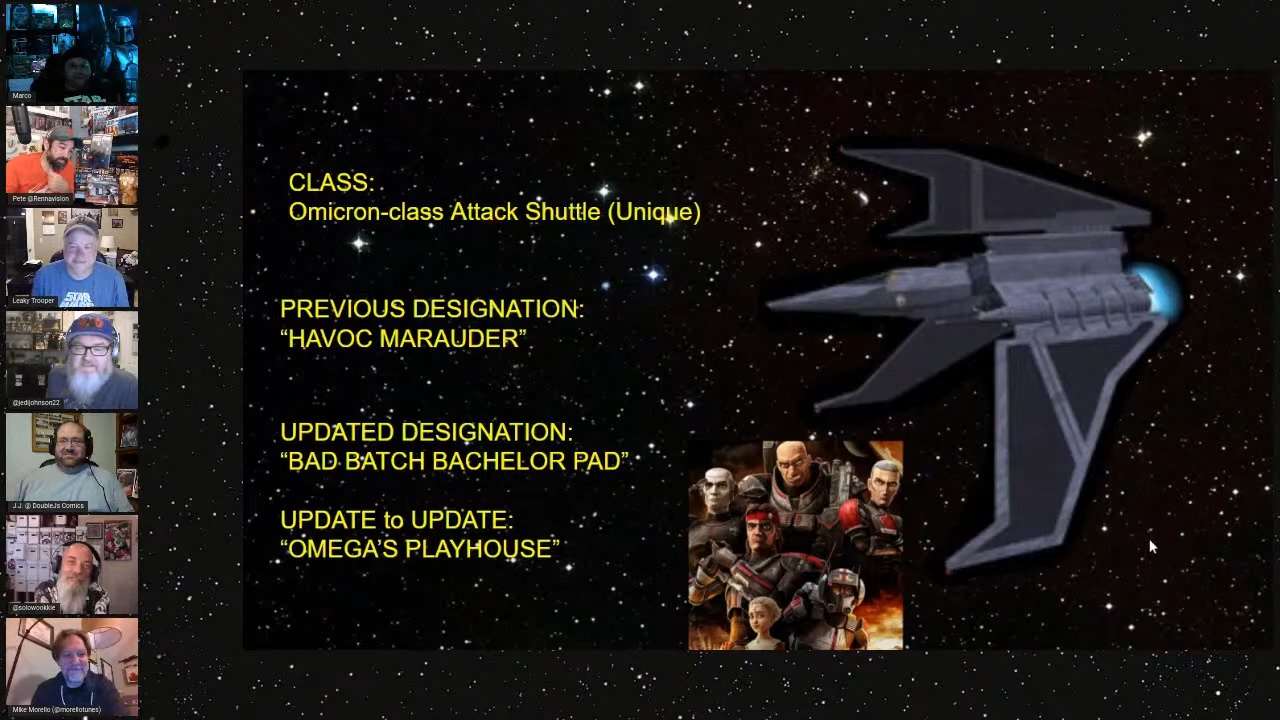 Marco
Pete @Rennavision
Leaky Trooper
@jedijohnson22
J.J. @ DoubleJs Comics
@solowookkie
Mike Morello (@morellotunes)
CLASS:
Omicron-class Attack Shuttle (Unique)
PREVIOUS DESIGNATION:
“HAVOC MARAUDER”
UPDATED DESIGNATION:
“BAD BATCH BACHELOR PAD”
UPDATE to UPDATE:
“OMEGA’S PLAYHOUSE”